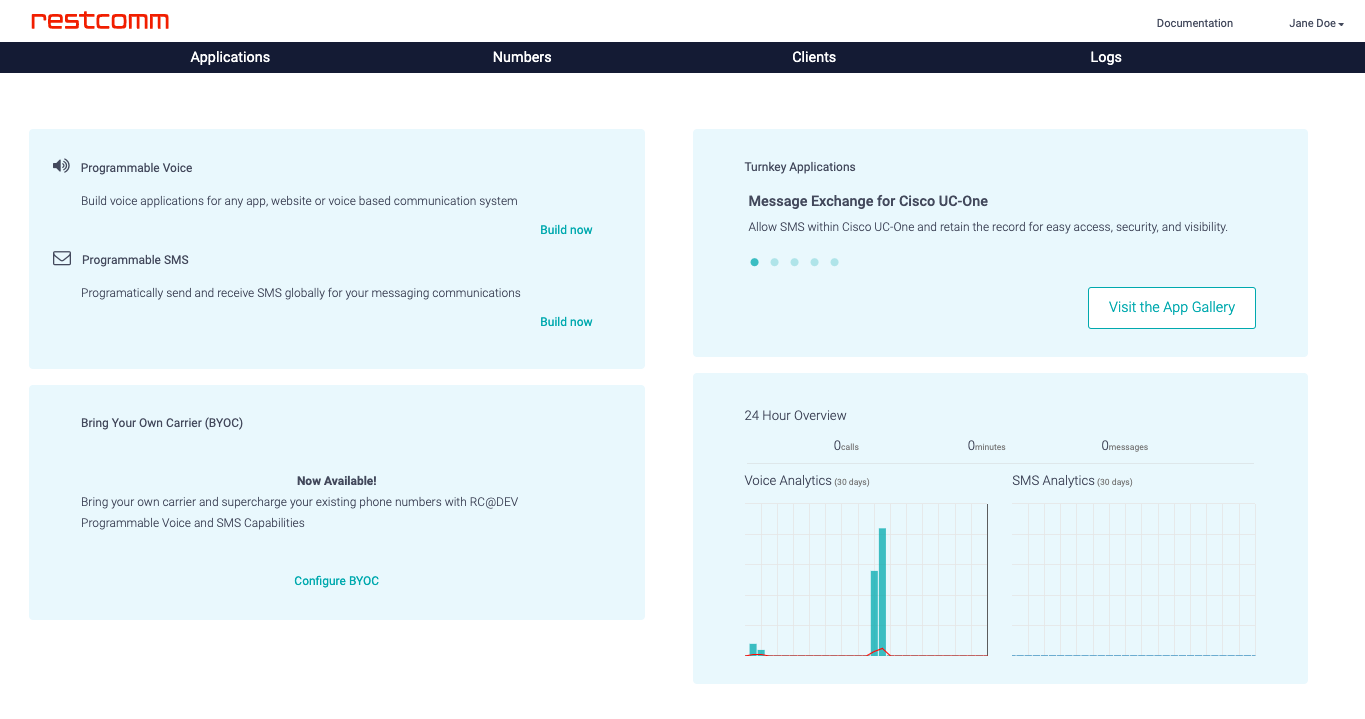 restcomm
Documentation
Jane Doe
Applications
Numbers
Clients
Logs
Programmable Voice
Build voice applications for any app, website or voice based communication system
Build now
Programmable SMS
Programatically send and receive SMS globally for your messaging communications
Build now
Bring Your Own Carrier (BYOC)
Now Available!
Bring your own carrier and supercharge your existing phone numbers with RC@DEV
Programmable Voice and SMS Capabilities
Configure BYOC
Turnkey Applications
Message Exchange for Cisco UC-One
Allow SMS within Cisco UC-One and retain the record for easy access, security, and visibility.
Visit the App Gallery
24 Hour Overview
0calls
0minutes
0messages
Voice Analytics (30 days)
SMS Analytics (30 days)